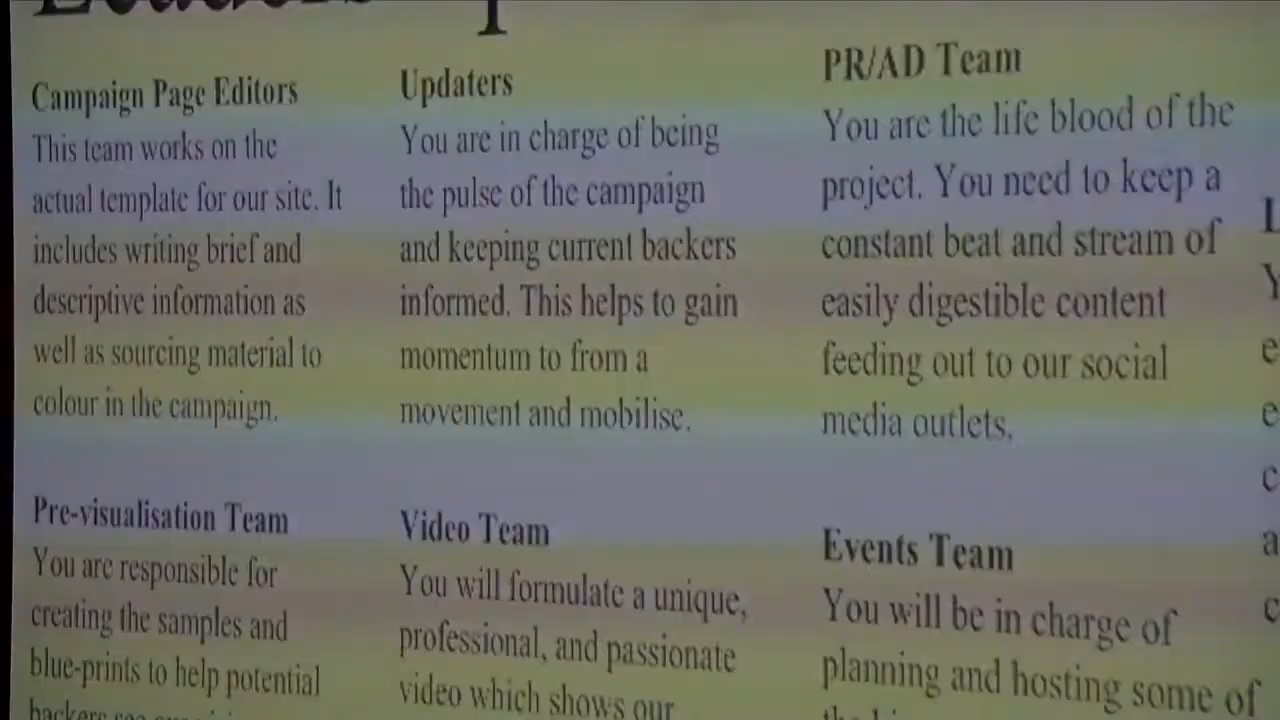 Campaign Page Editors
This team works on the
actual template for our site. It
includes writing brief and
descriptive information as
well as sourcing material to
colour in the campaign.
Updaters
You are in charge of being
the pulse of the campaign
and keeping current backers
informed. This helps to gain
momentum to from a
movement and mobilise.
PR/AD Team
You are the life blood of the
project. You need to keep a
constant beat and stream of
easily digestible content
feeding out to our social
media outlets.
Pre-visualisation Team
You are responsible for
creating the samples and
blue-prints to help potential
backers see
Video Team
You will formulate a unique,
professional, and passionate
video which shows our
Events Team
You will be in charge of
planning and hosting some of